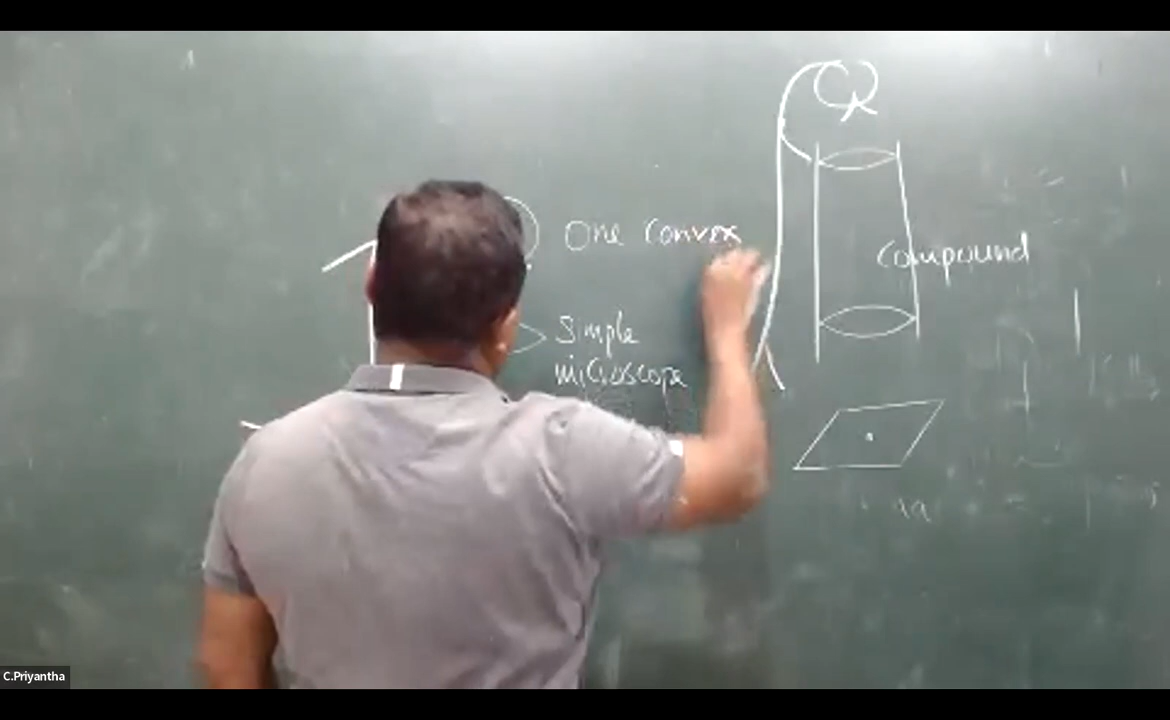 One Convex
Simple
microscope
Compound
C.Priyantha